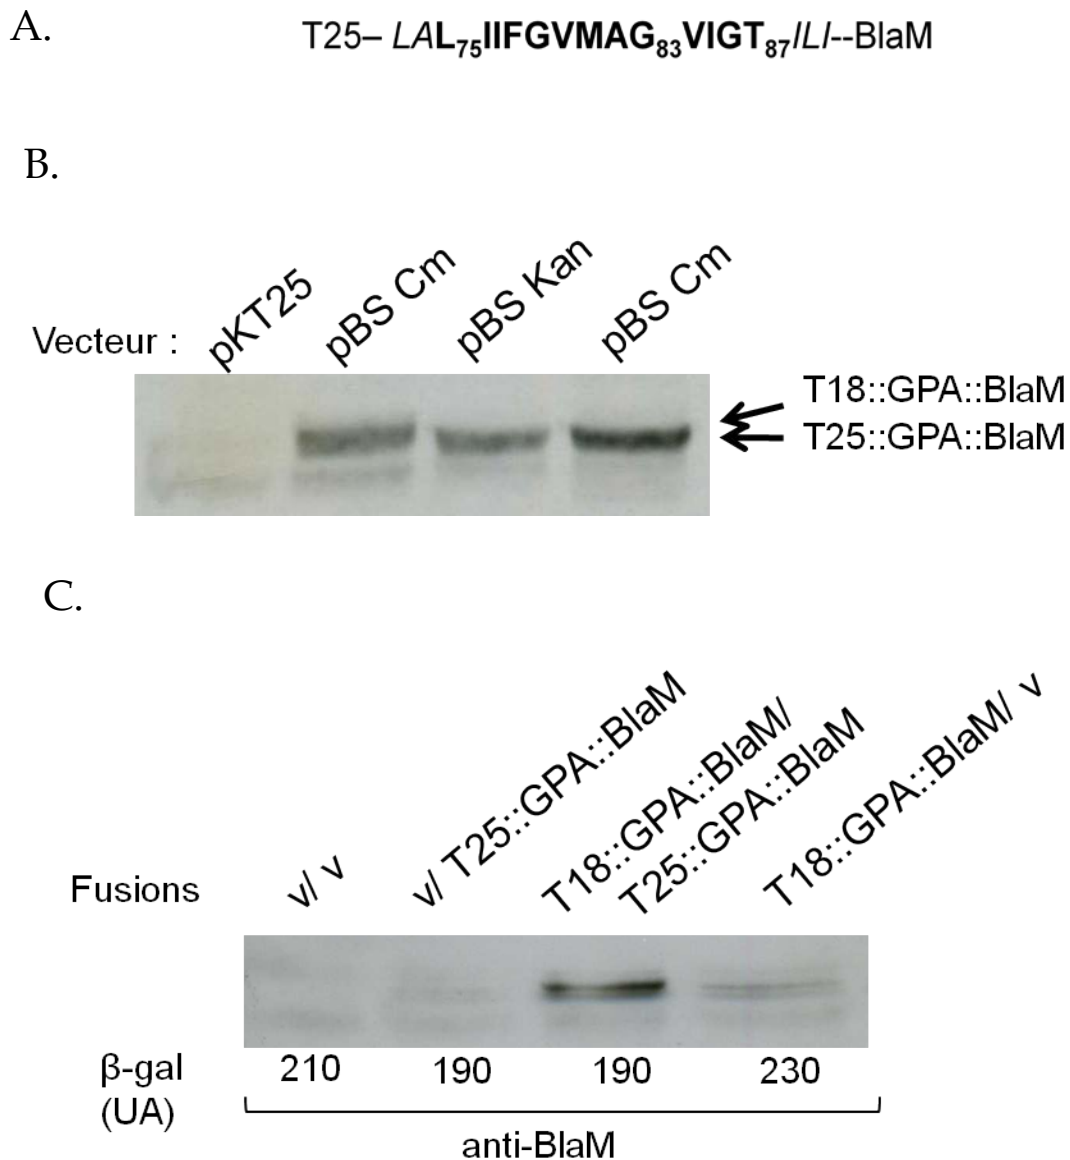 A.
T25– LAL75IIFGVMAG83VIGT87ILI--BlaM
B.
Vecteur : pKT25 pBS Cm pBS Kan pBS Cm
T18::GPA::BlaM
T25::GPA::BlaM
C.
Fusions v/ v v/ T25::GPA::BlaM T18::GPA::BlaM/ T25::GPA::BlaM T18::GPA::BlaM/ v
β-gal 210 190 190 230
(UA)
anti-BlaM